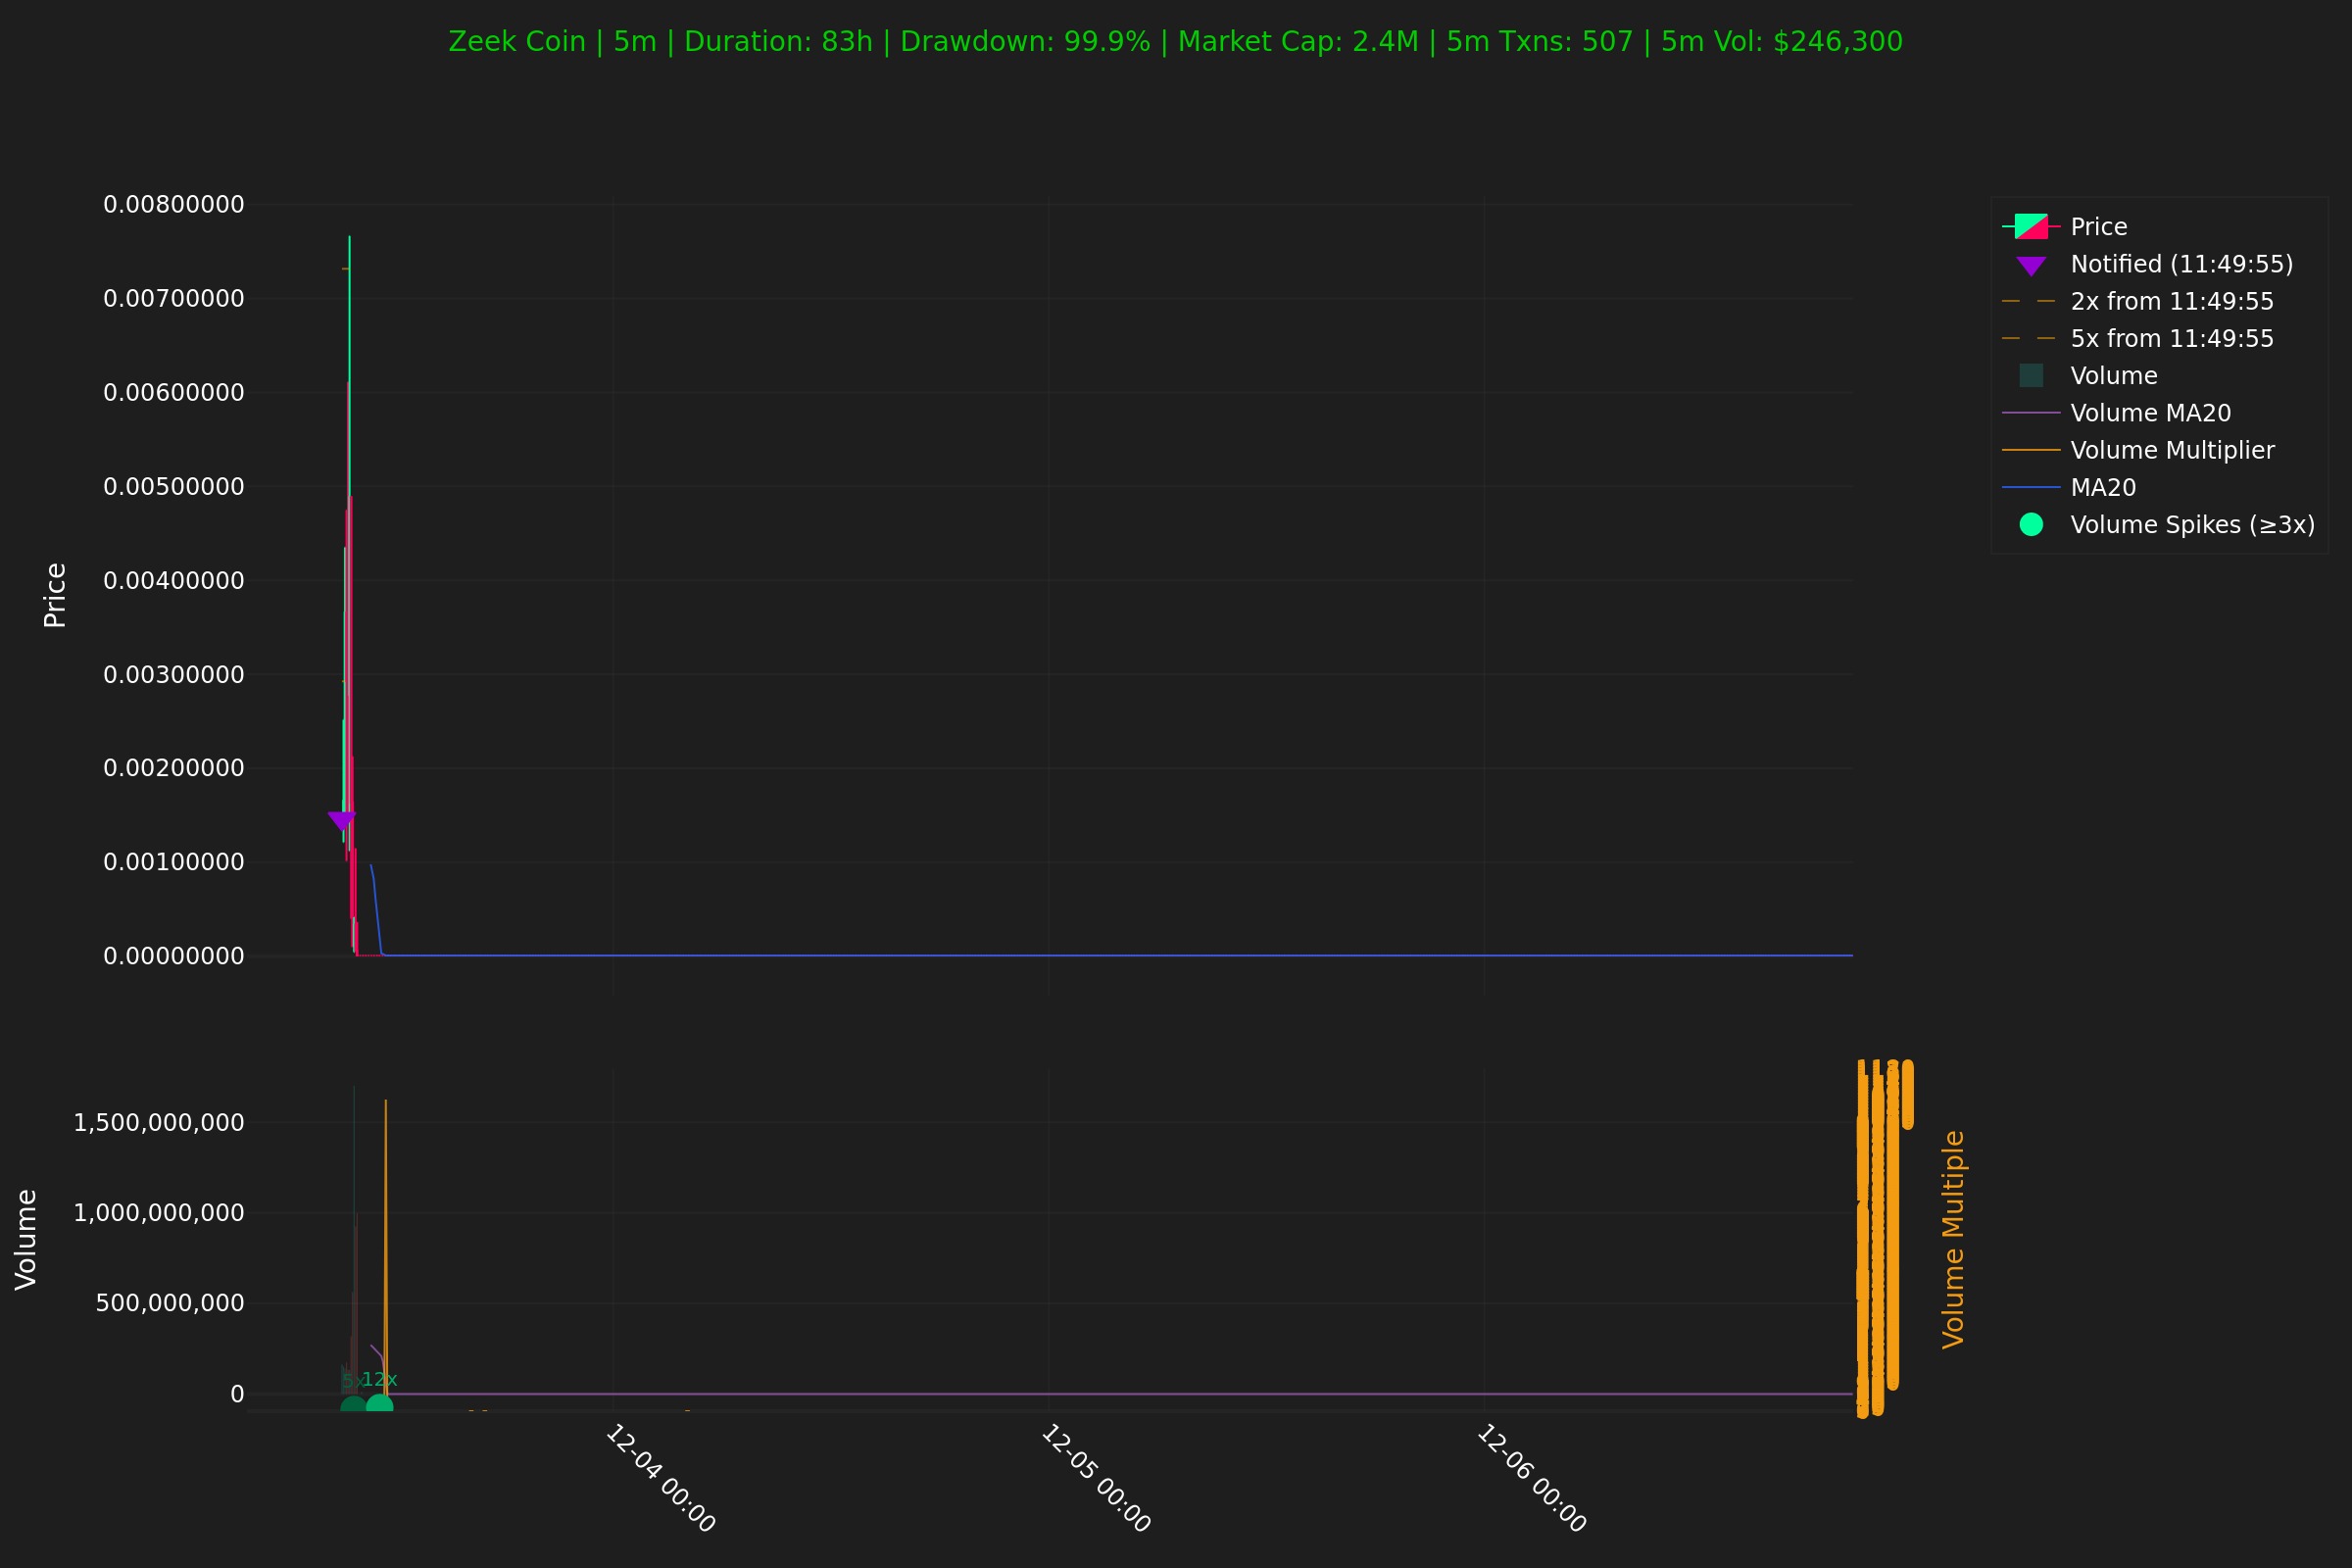 Zeek Coin | 5m | Duration: 83h | Drawdown: 99.9% | Market Cap: 2.4M | 5m Txns: 507 | 5m Vol: $246,300
0.00800000
0.00700000
0.00600000
0.00500000
0.00400000
0.00300000
0.00200000
0.00100000
0.00000000
Price
Price
Notified (11:49:55)
2x from 11:49:55
5x from 11:49:55
Volume
Volume MA20
Volume Multiplier
MA20
Volume Spikes (≥3x)
1,500,000,000
1,000,000,000
500,000,000
0
Volume
5x
12x
Volume Multiple
12-04 00:00
12-05 00:00
12-06 00:00